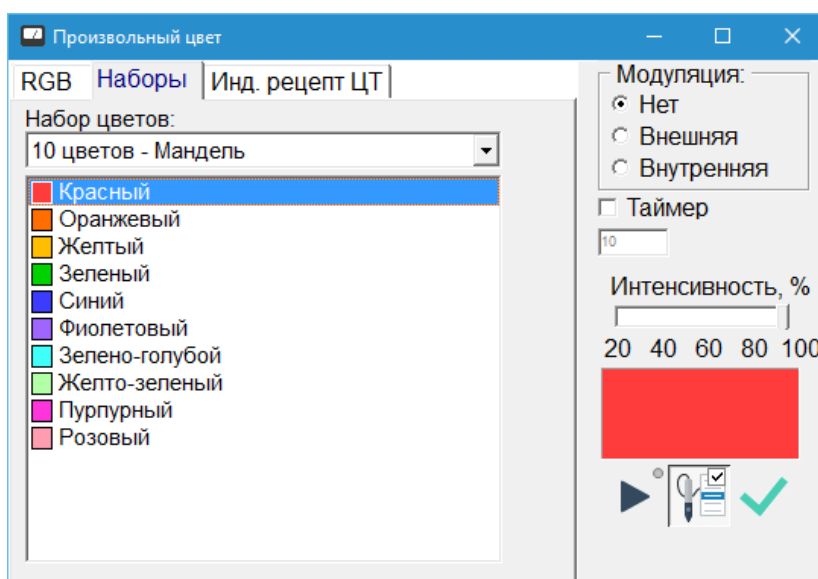 Произвольный цвет
RGB Наборы Инд. рецепт ЦТ
Набор цветов:
10 цветов - Мандель
Красный
Оранжевый
Желтый
Зеленый
Синий
Фиолетовый
Зелено-голубой
Желто-зеленый
Пурпурный
Розовый
Модуляция:
Нет
Внешняя
Внутренняя
Таймер
10
Интенсивность, %
20 40 60 80 100